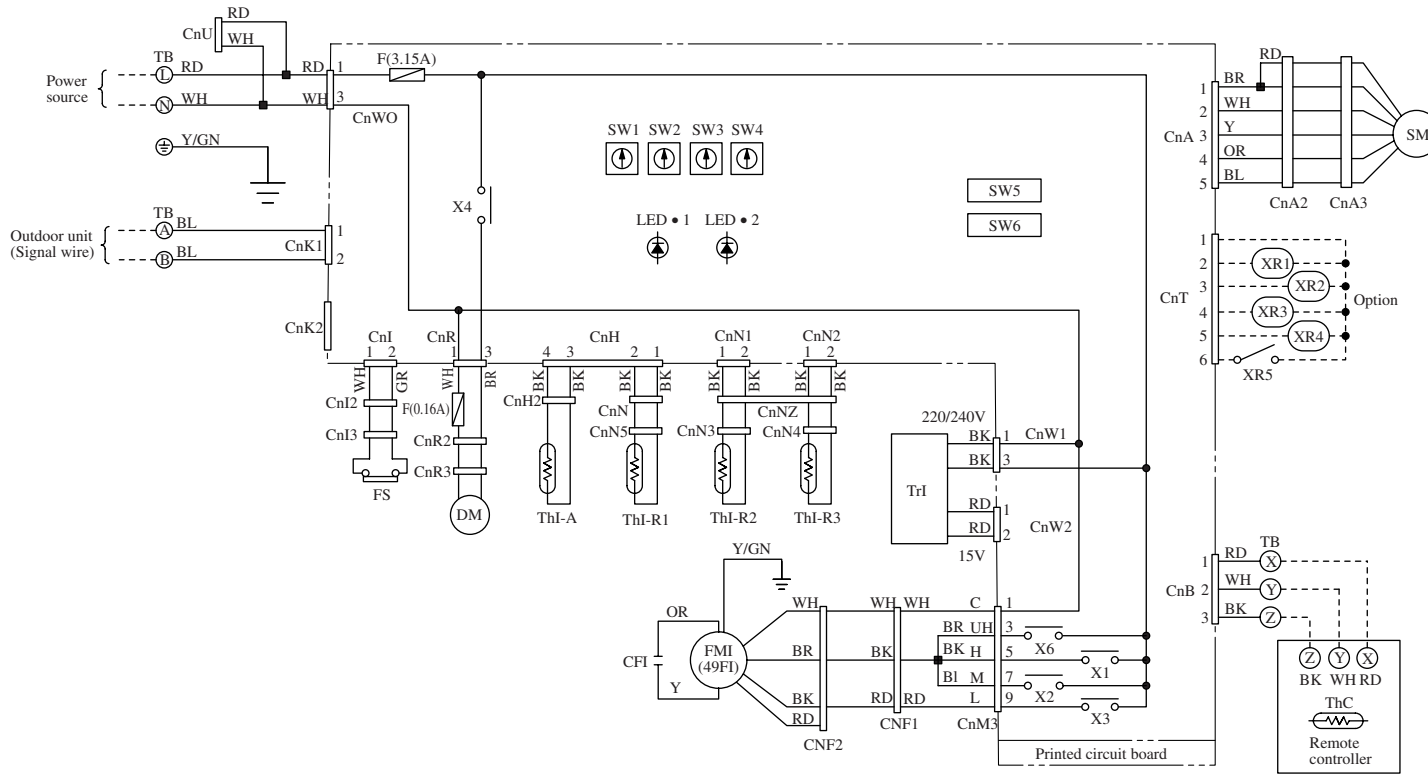 RD
CnU
WH
TB
L RD
RD 1
F(3.15A)
Power
source
N WH
WH 3
CnWO
Y/GN
TB
A BL
1
Outdoor unit
(Signal wire)
CnK1
B BL
2
CnK2
X4
SW1 SW2 SW3 SW4
LED • 1 LED • 2
SW5
SW6
RD
1 BR
2 WH
CnA 3 Y
4 OR
5 BL
CnA2 CnA3
SM
1
2 XR1
3 XR2
CnT
Option
4 XR3
5 XR4
6
XR5
CnI CnR CnH CnN1 CnN2
1 2 1 3 4 3 2 1 1 2 1 2
WH GR WH BR BK BK BK BK BK BK BK BK
CnI2 F(0.16A) CnH2 CnN CnNZ
CnI3 CnR2 CnN5 CnN3 CnN4
CnR3
FS
DM
ThI-A ThI-R1 ThI-R2 ThI-R3
220/240V
BK 1 CnW1
BK 3
TrI
RD 1
CnW2
RD 2
15V
Y/GN
OR
CFI
FMI
(49FI)
Y
WH WH WH C 1
BR UH 3 X6
BR BK BK H 5 X1
Bl M 7 X2
BK RD RD L 9 X3
RD
CNF2 CNF1 CnM3
Printed circuit board
1 RD TB X
CnB 2 WH Y
3 BK Z
Z Y X
BK WH RD
ThC
Remote
controller